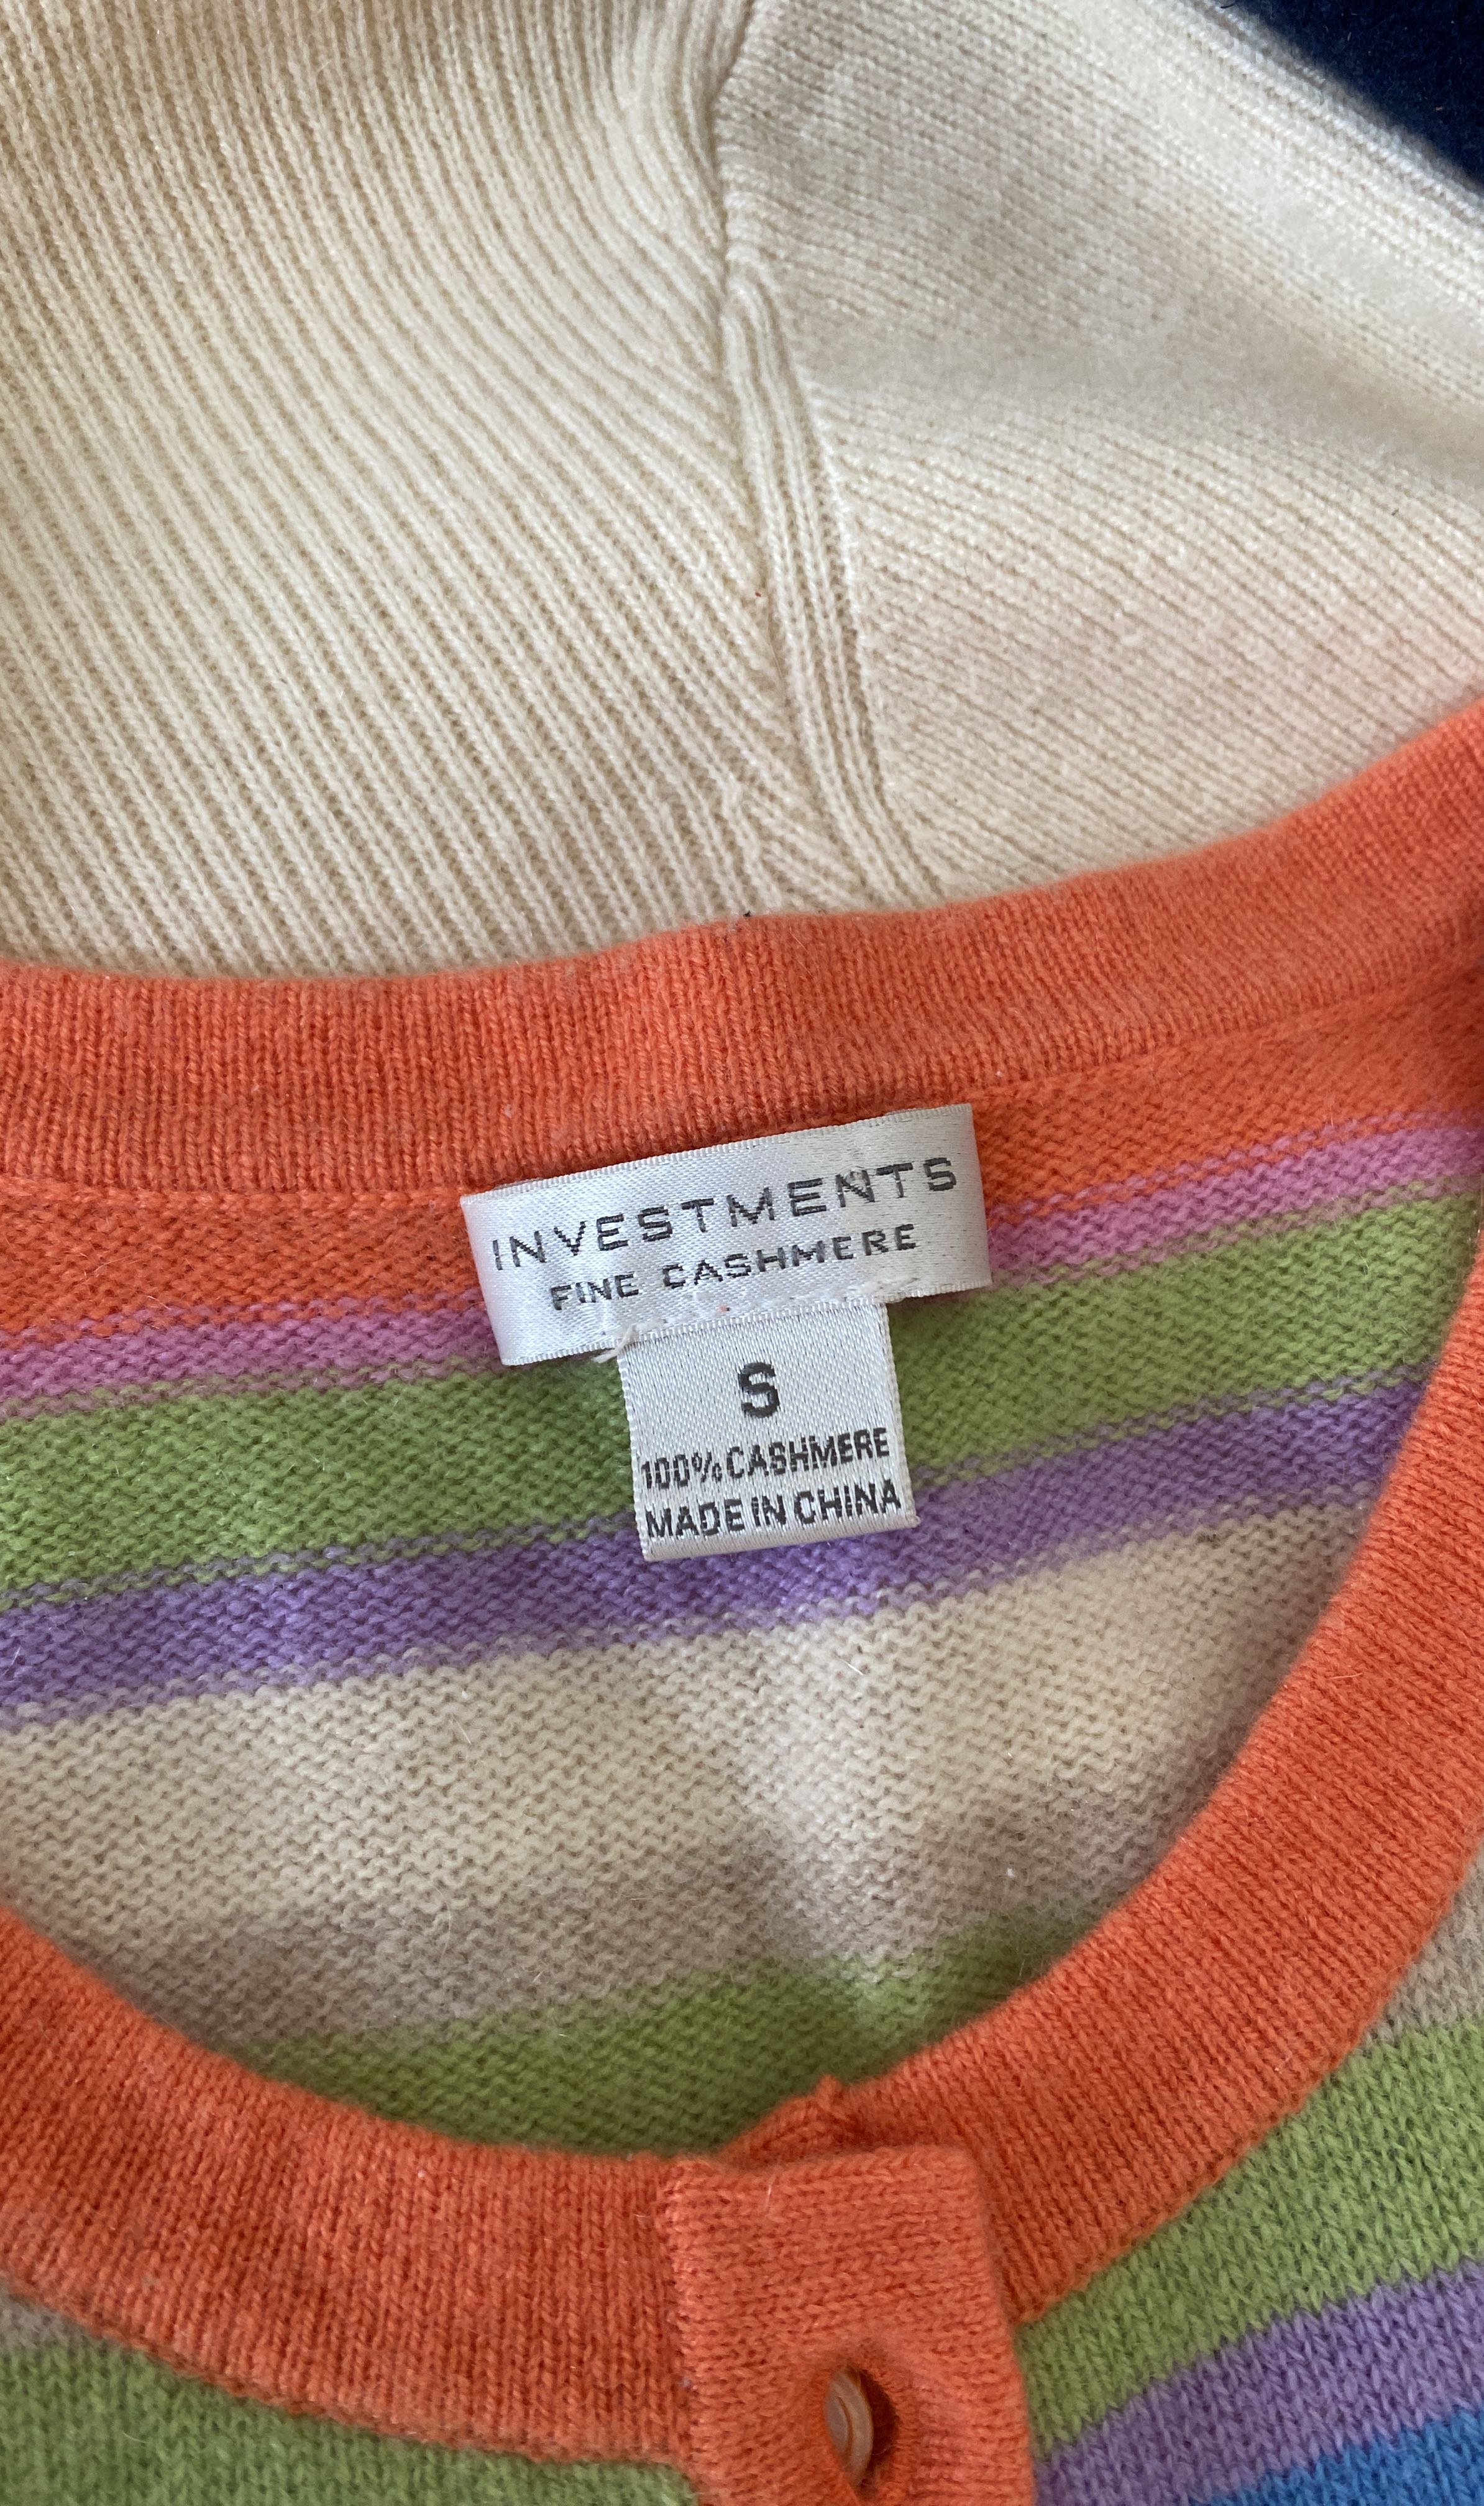 INVESTMENTS
FINE CASHMERE
S
100% CASHMERE
MADE IN CHINA